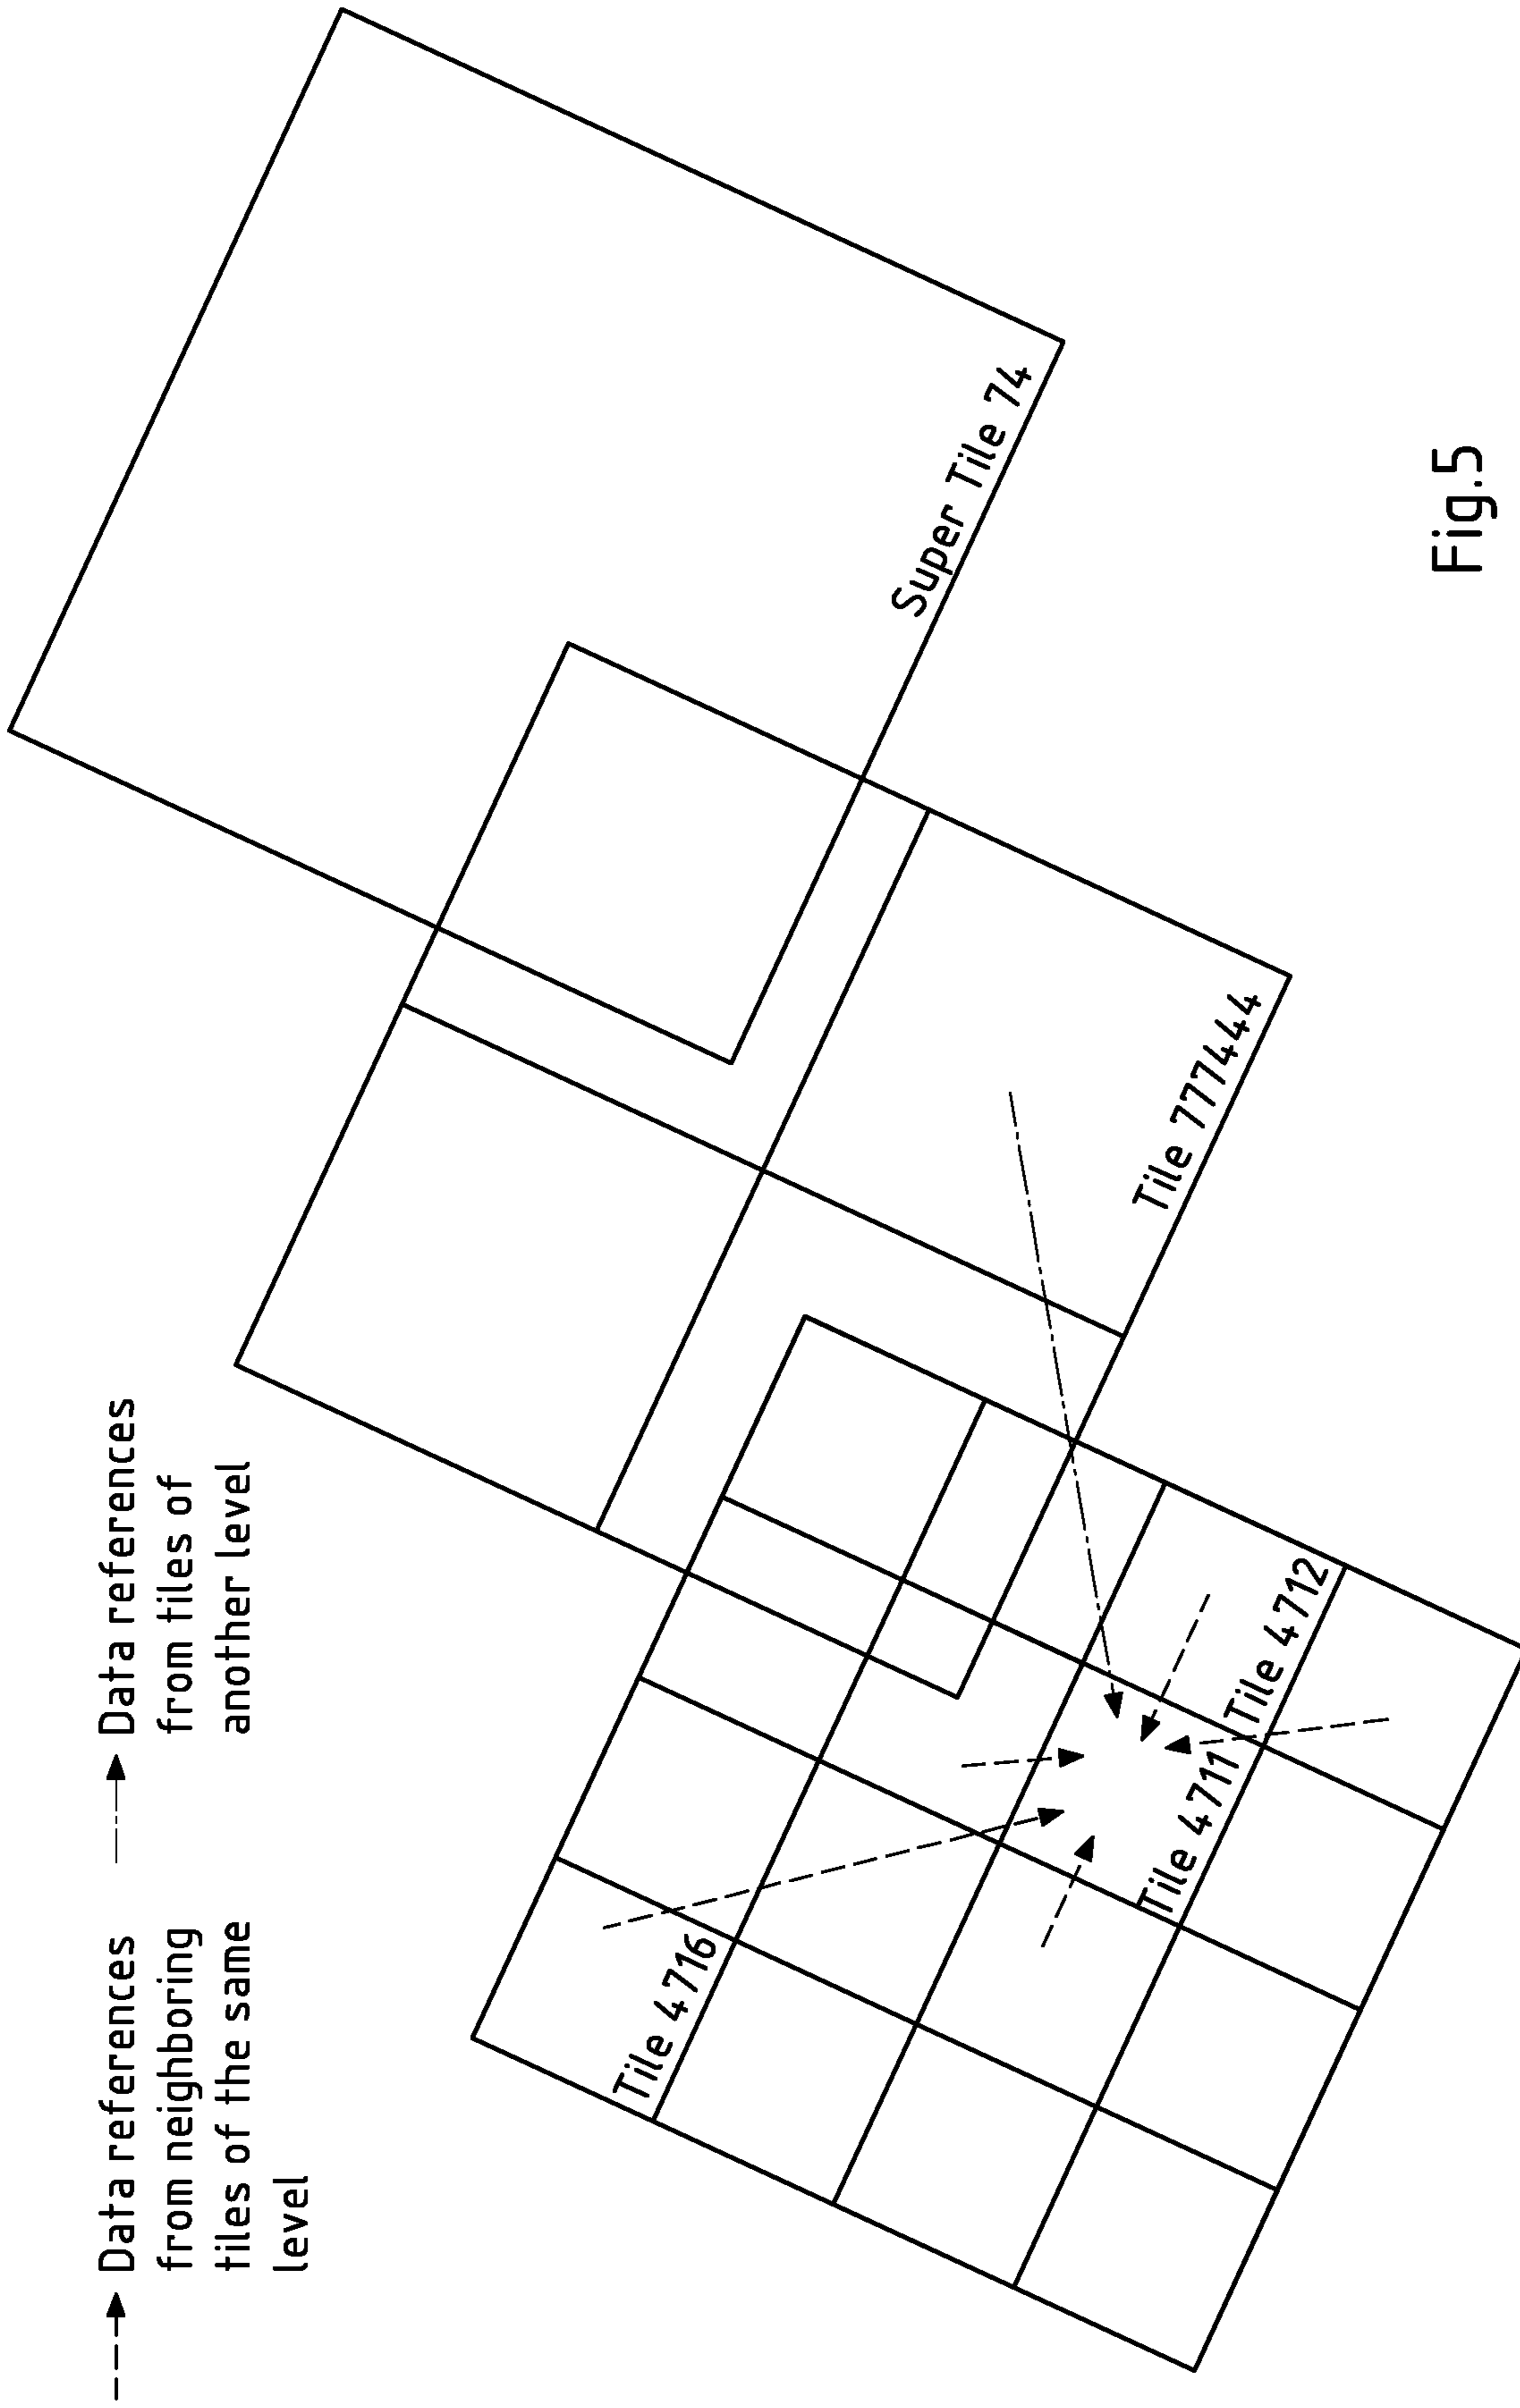 Data references
from neighboring
tiles of the same
level
Data references
from tiles of
another level
Tile 4716
Tile 4711
Tile 4712
Tile 777444
Super Tile 74
Fig.5